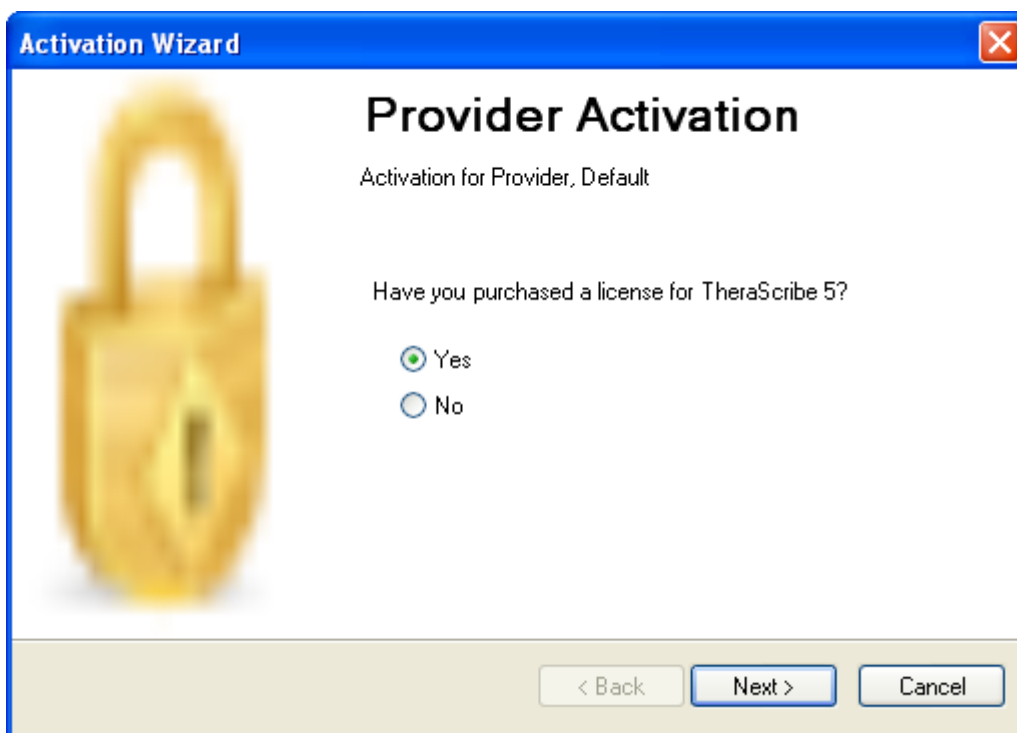 Activation Wizard
Provider Activation
Activation for Provider, Default
Have you purchased a license for TheraScribe 5?
Yes
No
< Back Next > Cancel